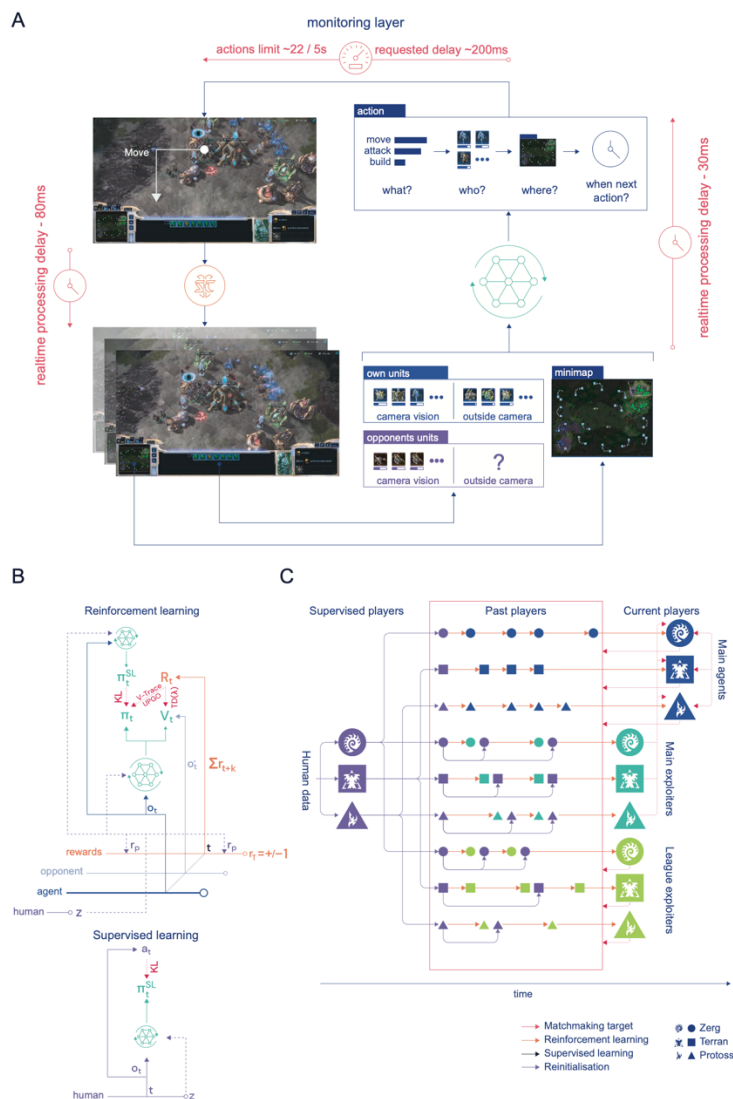 A
monitoring layer
actions limit ~22 / 5s
requested delay ~200ms
Move
action
move
attack
build
what?
who?
where?
when next
action?
realtime processing delay - 80ms
realtime processing delay - 30ms
own units
camera vision
outside camera
minimap
opponents units
?
camera vision
outside camera
B
Reinforcement learning
π_t^SL
R_t
KL
V-Trace
UPGO
TD(λ)
π_t
V_t
o'_t
Σr_t+k
o_t
r_p
t
r_p
rewards
r_T=+/-1
opponent
agent
human
z
Supervised learning
a_t
KL
π_t^SL
o_t
t
human
z
C
Supervised players
Past players
Current players
Human data
Main agents
Main exploiters
League exploiters
time
Matchmaking target
Reinforcement learning
Supervised learning
Reinitialisation
Zerg
Terran
Protoss